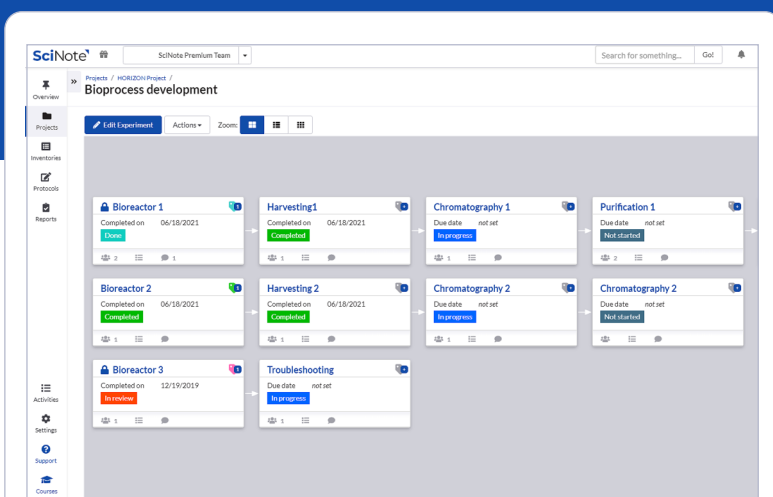 SciNote
SciNote Premium Team
Search for something...
Go!
Overview
Projects
Inventories
Protocols
Reports
Activities
Settings
Support
Courses
Projects / HORIZON Project /
Bioprocess development
Edit Experiment
Actions
Zoom:
Bioreactor 1
Completed on 06/18/2021
Done
2 1
Harvesting1
Completed on 06/18/2021
Completed
1
Chromatography 1
Due date not set
In progress
1
Purification 1
Due date not set
Not started
2
Bioreactor 2
Completed on 06/18/2021
Completed
1
Harvesting 2
Completed on 06/18/2021
Completed
1
Chromatography 2
Due date not set
In progress
1
Chromatography 2
Due date not set
Not started
Bioreactor 3
Completed on 12/19/2019
In review
1
Troubleshooting
Due date not set
In progress
1